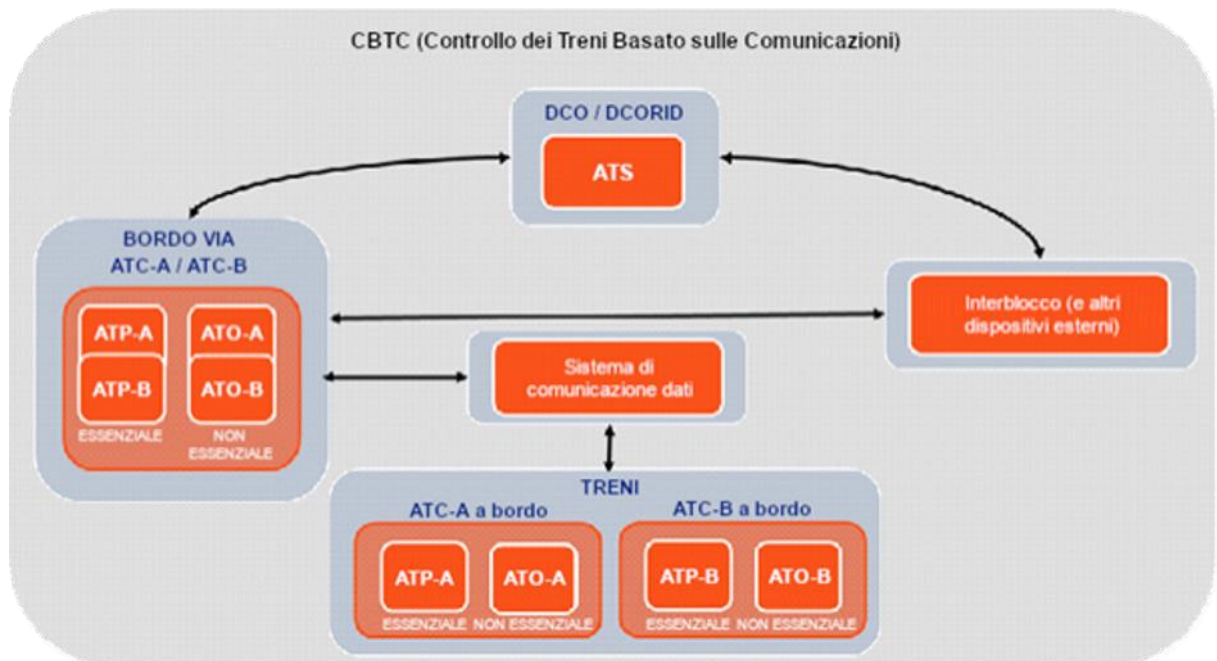 CBTC (Controllo dei Treni Basato sulle Comunicazioni)
DCO / DCORID
ATS
BORDO VIA
ATC-A / ATC-B
ATP-A
ATO-A
ATP-B
ATO-B
ESSENZIALE
NON
ESSENZIALE
Interblocco (e altri
dispositivi esterni)
Sistema di
comunicazione dati
TRENI
ATC-A a bordo
ATC-B a bordo
ATP-A
ATO-A
ATP-B
ATO-B
ESSENZIALE
NON ESSENZIALE
ESSENZIALE
NON ESSENZIALE